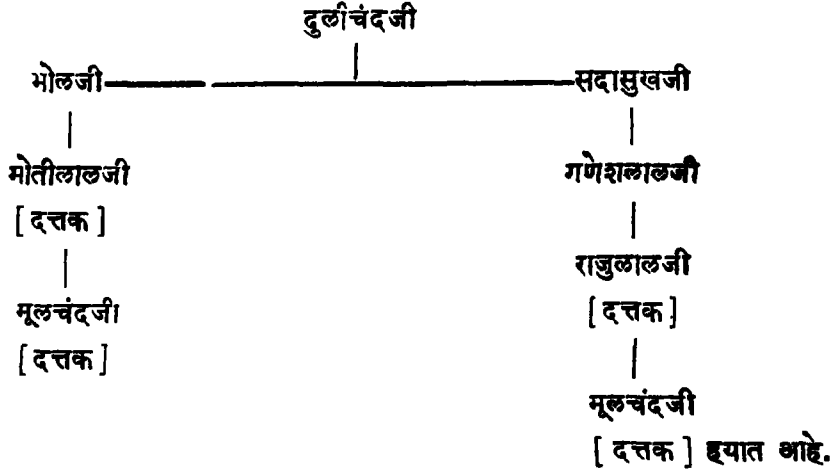 दुलीचंदजी
भोलजी
सदासुखजी
मोतीलालजी
[ दत्तक ]
मूलचंदजी
[ दत्तक ]
गणेशलालजी
राजुलालजी
[ दत्तक ]
मूलचंदजी
[ दत्तक ] हयात आहे.